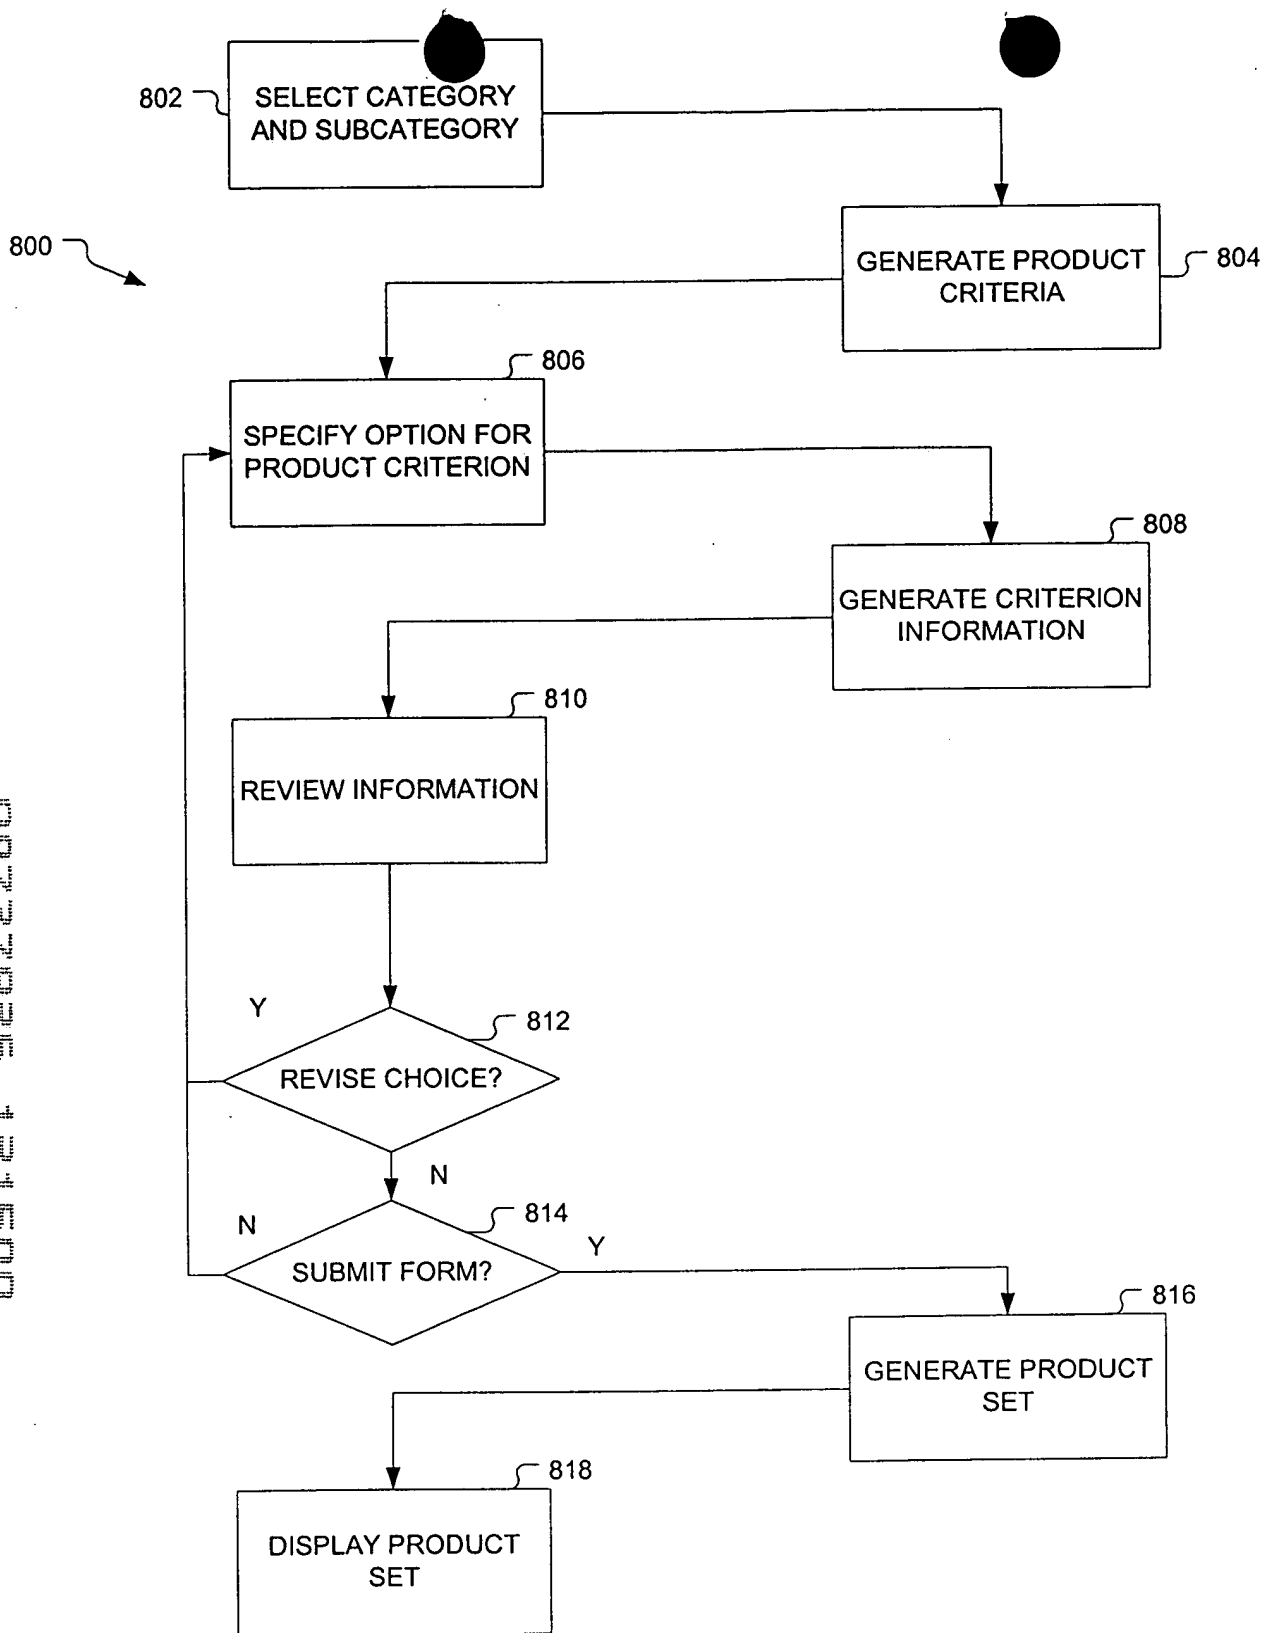 802
SELECT CATEGORY
AND SUBCATEGORY
800
GENERATE PRODUCT
CRITERIA
804
806
SPECIFY OPTION FOR
PRODUCT CRITERION
808
GENERATE CRITERION
INFORMATION
810
REVIEW INFORMATION
Y
812
REVISE CHOICE?
N
N
814
Y
SUBMIT FORM?
816
GENERATE PRODUCT
SET
818
DISPLAY PRODUCT
SET